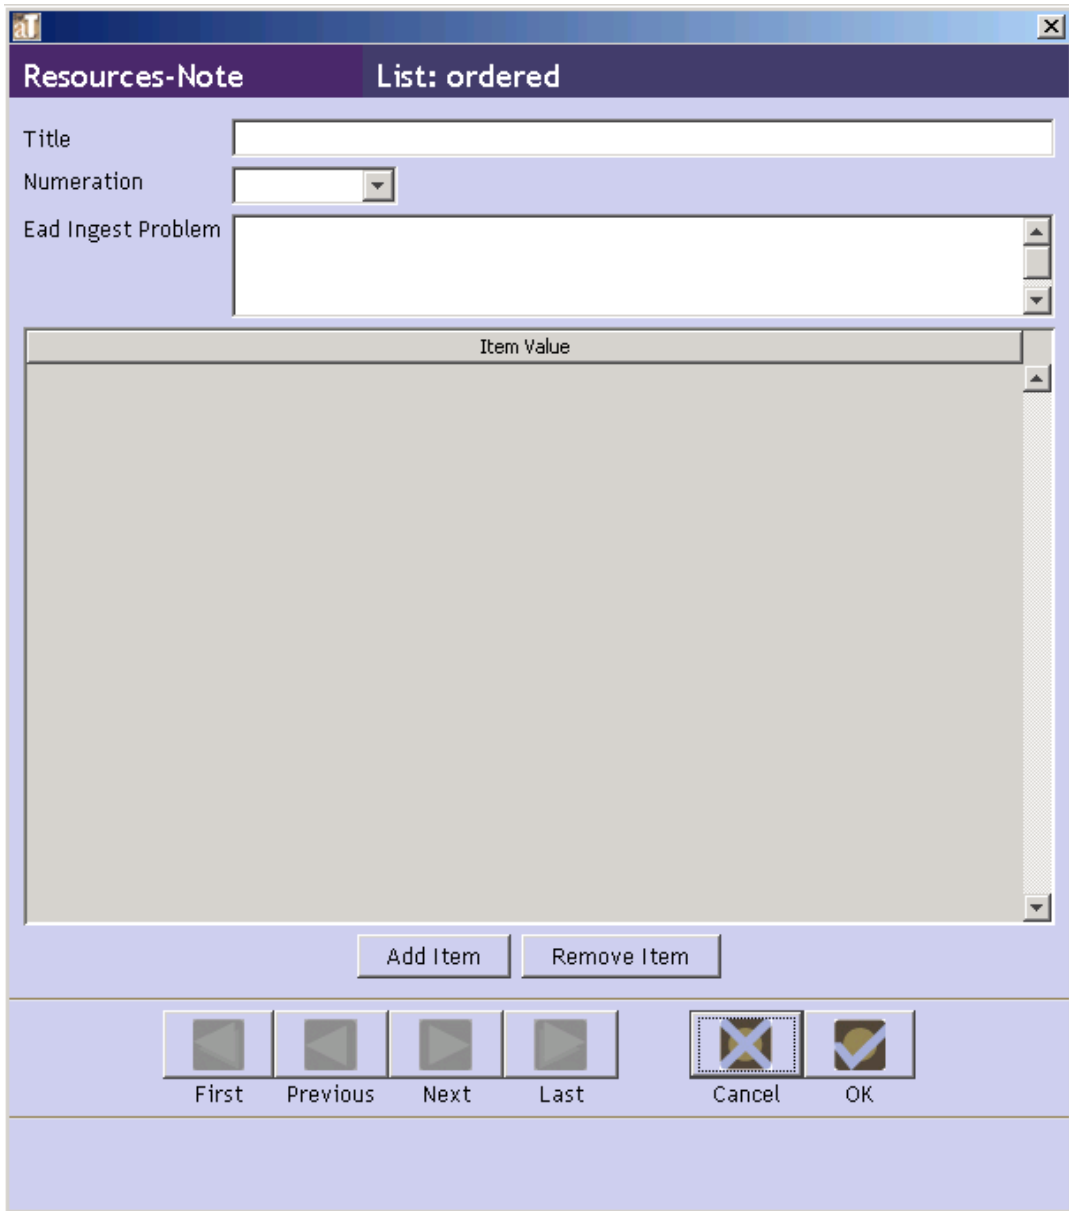 aT
Resources-Note List: ordered
Title
Numeration
Ead Ingest Problem
Item Value
Add Item Remove Item
First Previous Next Last Cancel OK